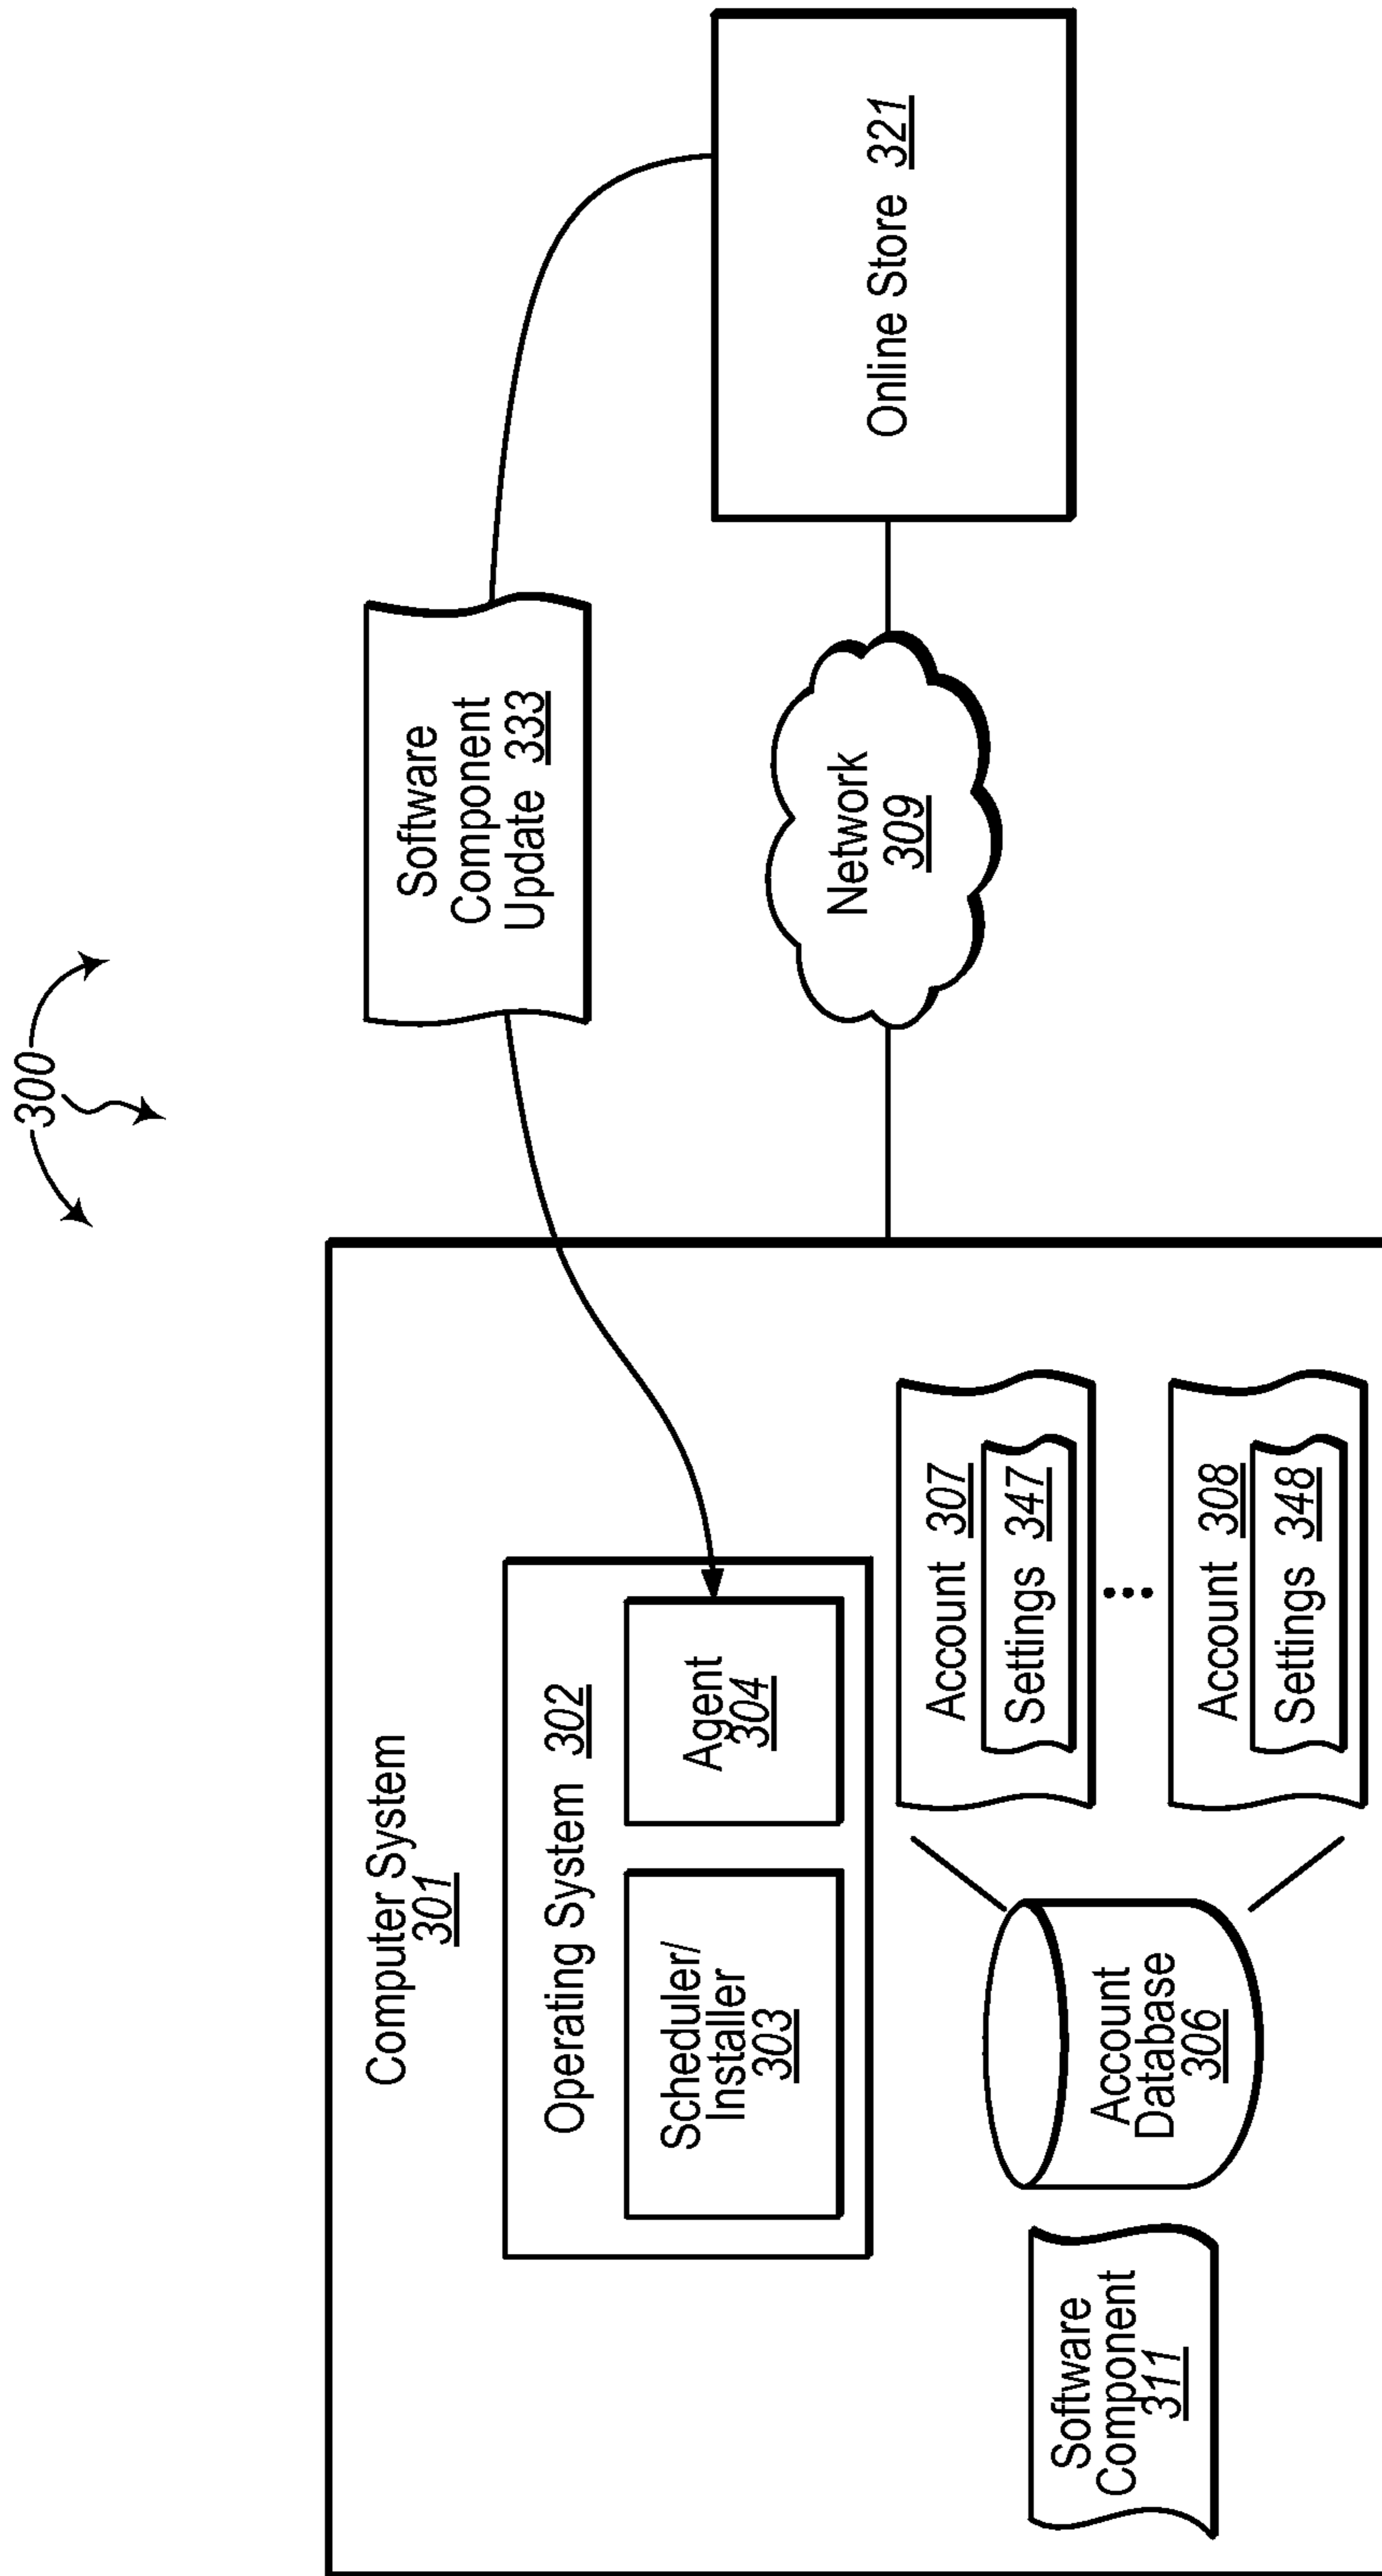 300
Computer System
301
Operating System 302
Scheduler/
Installer
303
Agent
304
Software
Component
311
Account
Database
306
Account 307
Settings 347
Account 308
Settings 348
Software
Component
Update 333
Network
309
Online Store 321